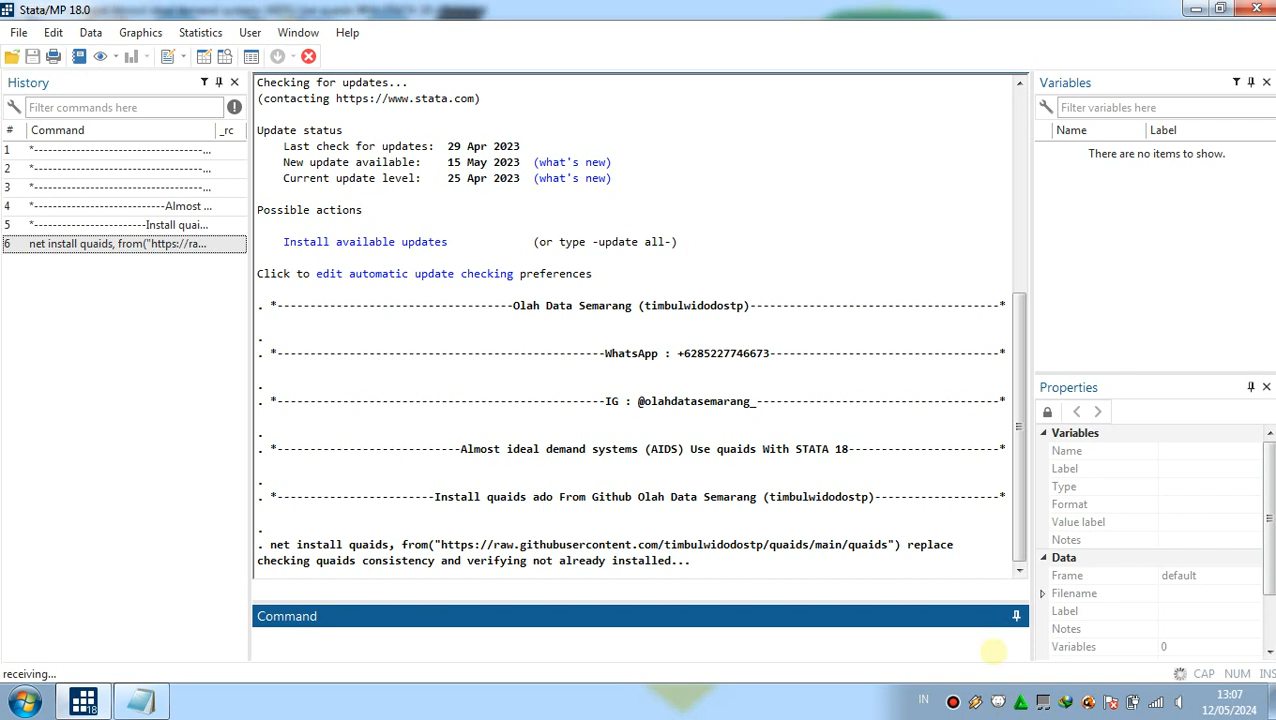 Stata/MP 18.0
File Edit Data Graphics Statistics User Window Help
History
Filter commands here
# Command _rc
1 *-----------------------------------...
2 *-----------------------------------...
3 *-----------------------------------...
4 *----------------------------Almost ...
5 *------------------------Install quai...
6 net install quaids, from("https://ra...
Checking for updates...
(contacting https://www.stata.com)
Update status
Last check for updates: 29 Apr 2023
New update available: 15 May 2023 (what's new)
Current update level: 25 Apr 2023 (what's new)
Possible actions
Install available updates (or type -update all-)
Click to edit automatic update checking preferences
. *------------------------------------Olah Data Semarang (timbulwidodostp)--------------------------------------*
.
. *--------------------------------------------------WhatsApp : +6285227746673-----------------------------------*
.
. *--------------------------------------------------IG : @olahdatasemarang_-------------------------------------*
.
. *----------------------------Almost ideal demand systems (AIDS) Use quaids With STATA 18-----------------------*
.
. *------------------------Install quaids ado From Github Olah Data Semarang (timbulwidodostp)-------------------*
.
. net install quaids, from("https://raw.githubusercontent.com/timbulwidodostp/quaids/main/quaids") replace
checking quaids consistency and verifying not already installed...
Command
Variables
Filter variables here
Name Label
There are no items to show.
Properties
Variables
Name
Label
Type
Format
Value label
Notes
Data
Frame default
Filename
Label
Notes
Variables 0
receiving...
CAP NUM INS
18
IN
13:07
12/05/2024